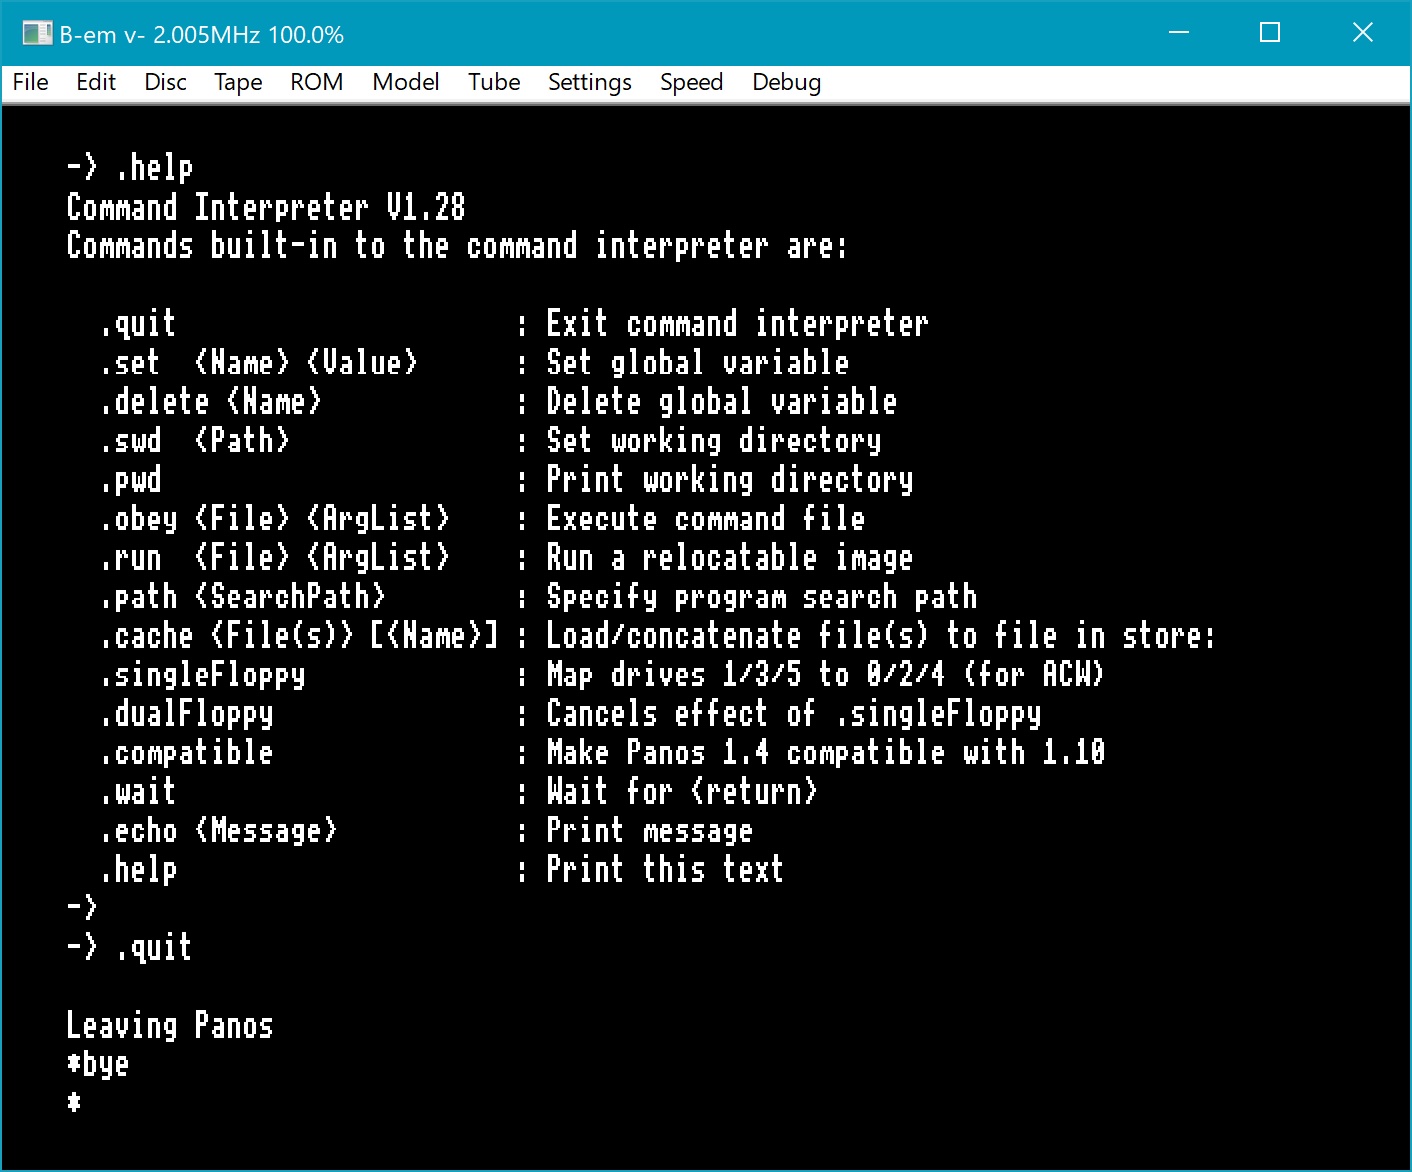 B-em v- 2.005MHz 100.0%
File Edit Disc Tape ROM Model Tube Settings Speed Debug
-> .help
Command Interpreter V1.28
Commands built-in to the command interpreter are:
.quit : Exit command interpreter
.set <Name> <Value> : Set global variable
.delete <Name> : Delete global variable
.swd <Path> : Set working directory
.pwd : Print working directory
.obey <File> <ArgList> : Execute command file
.run <File> <ArgList> : Run a relocatable image
.path <SearchPath> : Specify program search path
.cache <File(s)> [<Name>] : Load/concatenate file(s) to file in store:
.singleFloppy : Map drives 1/3/5 to 0/2/4 (for ACW)
.dualFloppy : Cancels effect of .singleFloppy
.compatible : Make Panos 1.4 compatible with 1.10
.wait : Wait for <return>
.echo <Message> : Print message
.help : Print this text
->
-> .quit
Leaving Panos
*bye
*